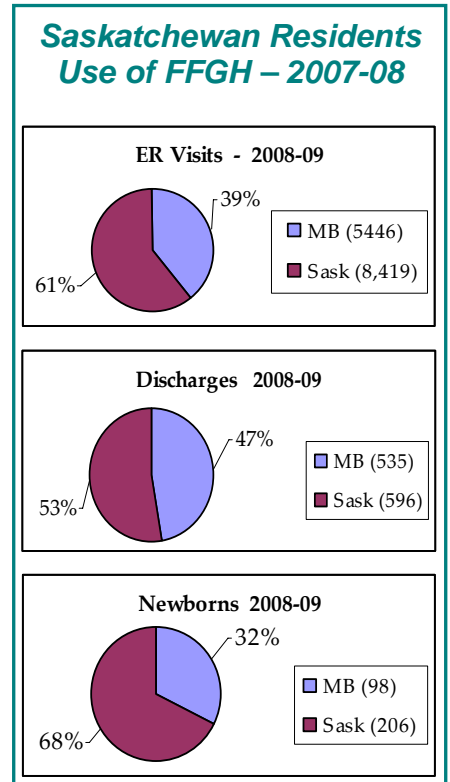 Saskatchewan Residents
Use of FFGH – 2007-08
ER Visits - 2008-09
39%
61%
MB (5446)
Sask (8,419)
Discharges 2008-09
47%
53%
MB (535)
Sask (596)
Newborns 2008-09
32%
68%
MB (98)
Sask (206)